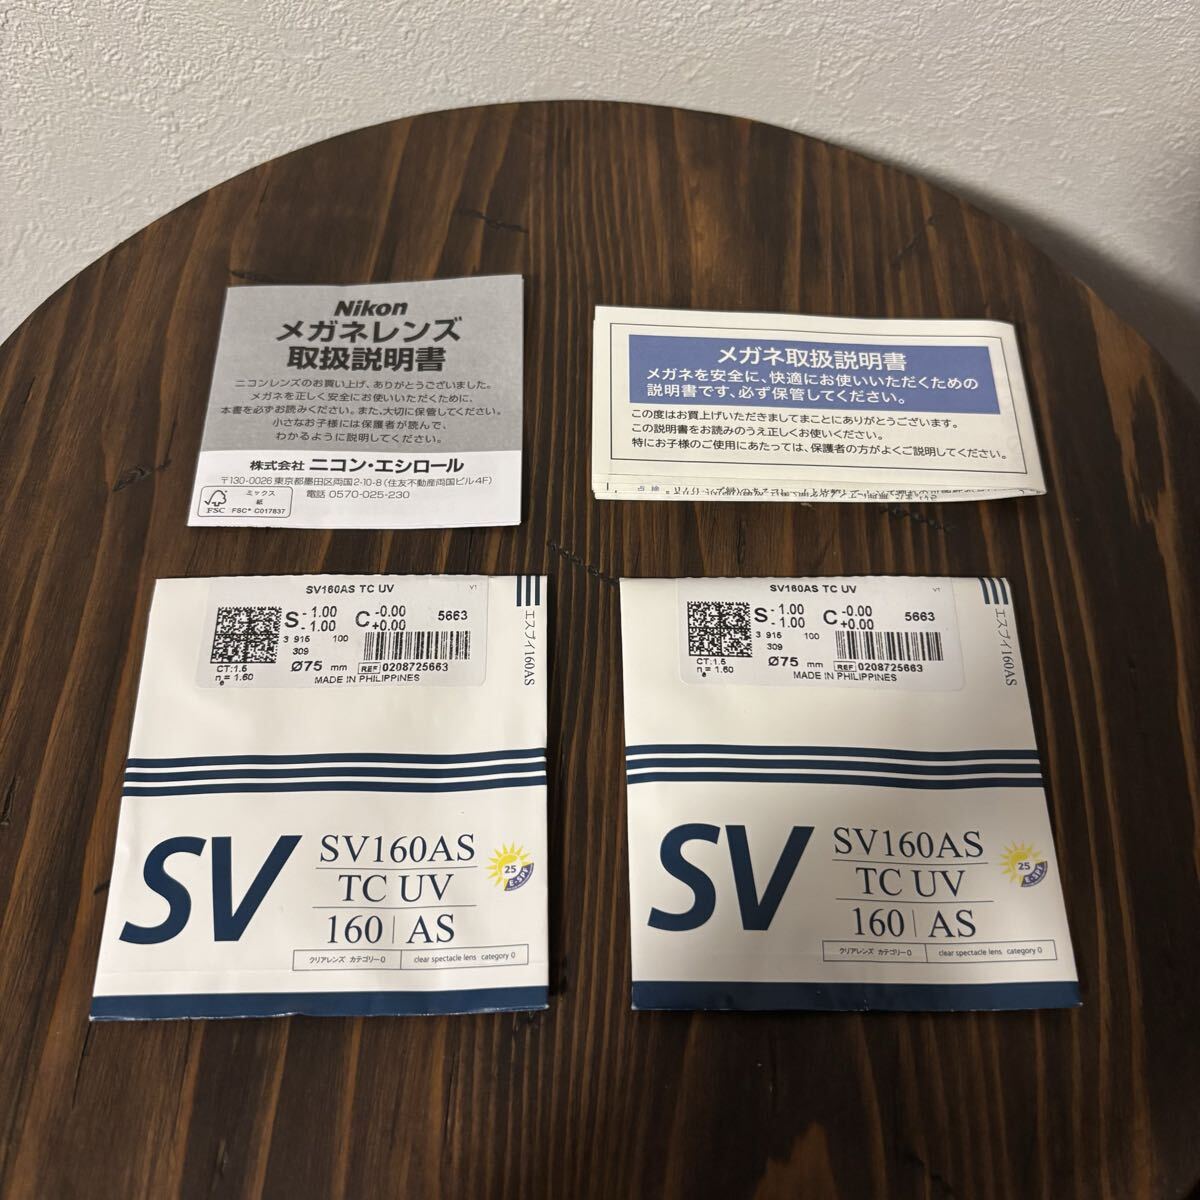 Nikon
メガネレンズ
取扱説明書
ニコンレンズのお買い上げ、ありがとうございました。
メガネを正しく安全にお使いいただくために、
本書を必ずお読みください。また、大切に保管してください。
小さなお子様には保護者が読んで、
わかるように説明してください。
株式会社 ニコン・エシロール
〒130-0026 東京都墨田区両国2-10-8（住友不動産両国ビル4F）
電話 0570-025-230
FSC
ミックス
紙
FSC® C017837
メガネ取扱説明書
メガネを安全に、快適にお使いいただくための
説明書です、必ず保管してください。
この度はお買上げいただきましてまことにありがとうございます。
この説明書をお読みのうえ正しくお使いください。
特にお子様のご使用にあたっては、保護者の方がよくご説明してください。
点検
SV160AS TC UV
V1
S -1.00 C -0.00 5663
-1.00 +0.00
3 915 100
309
CT:1.5 Ø75 mm REF 0208725663
ne = 1.60 MADE IN PHILIPPINES
エスブイ160AS
SV
SV160AS
TC UV
160 | AS
25
E-SPF
クリアレンズ カテゴリー0 clear spectacle lens category 0
SV160AS TC UV
V1
S -1.00 C -0.00 5663
-1.00 +0.00
3 915 100
309
CT:1.5 Ø75 mm REF 0208725663
ne = 1.60 MADE IN PHILIPPINES
エスブイ160AS
SV
SV160AS
TC UV
160 | AS
25
E-SPF
クリアレンズ カテゴリー0 clear spectacle lens category 0